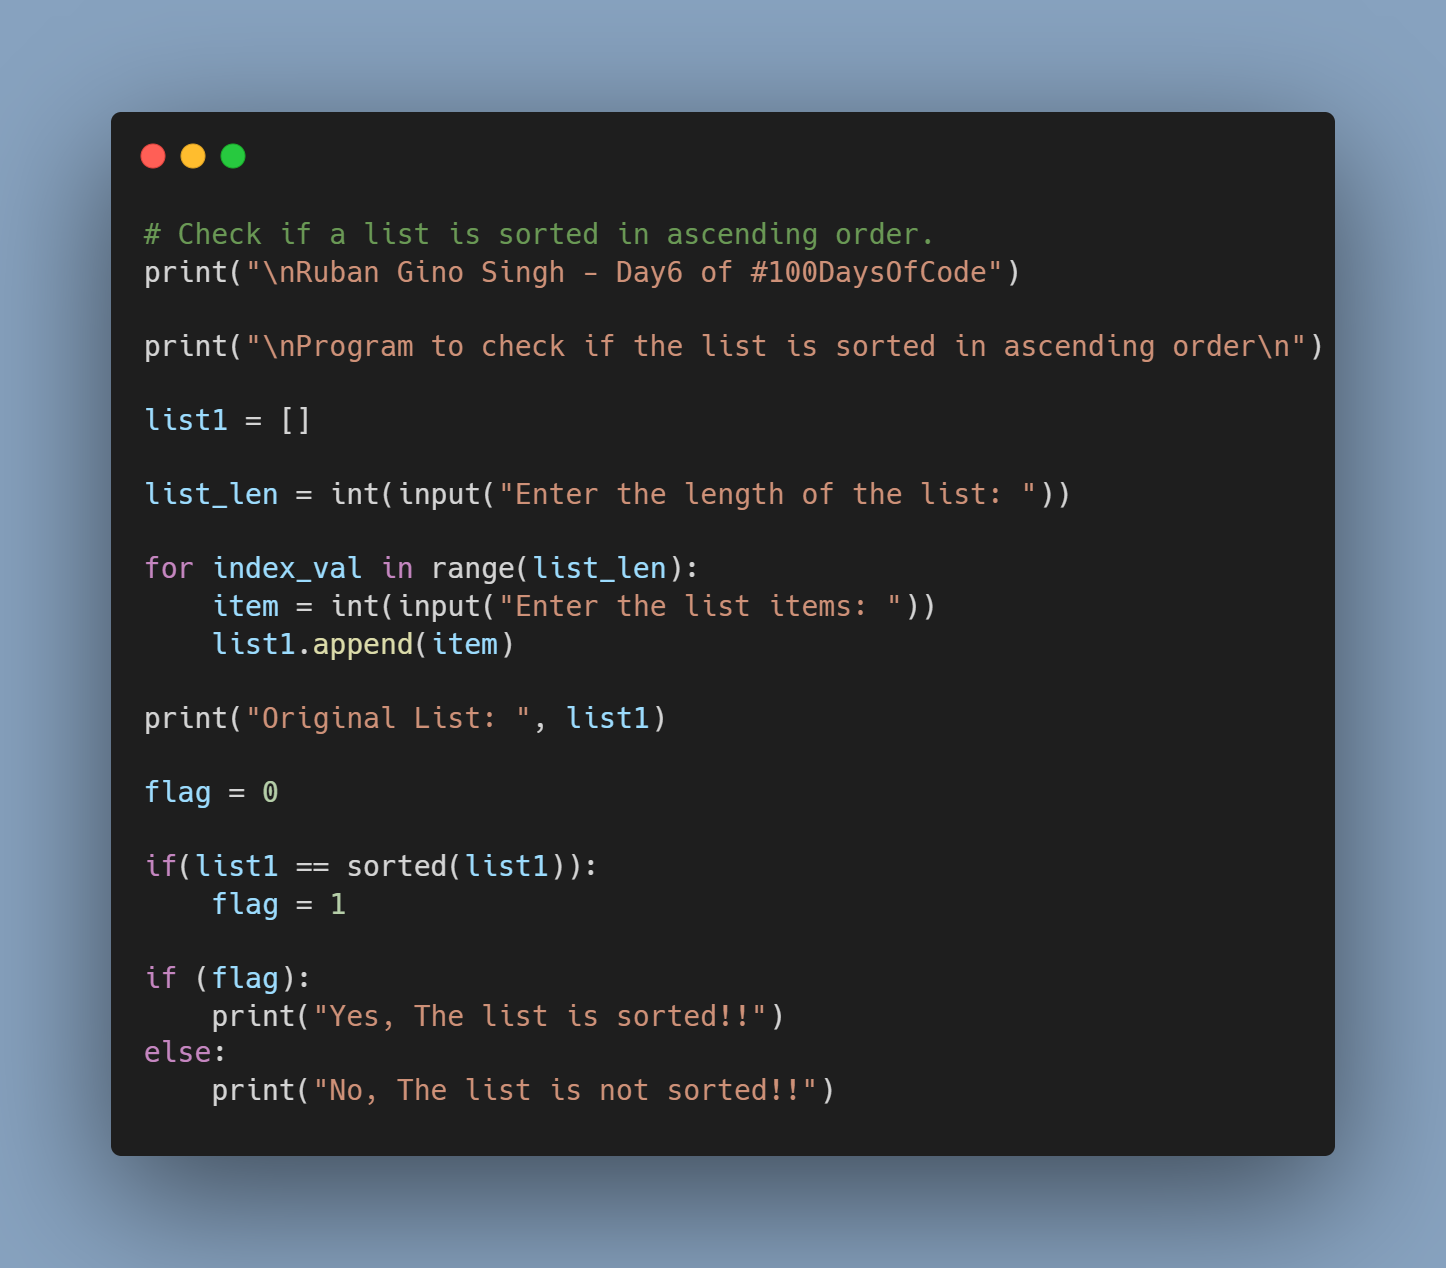 # Check if a list is sorted in ascending order.
print("\nRuban Gino Singh - Day6 of #100DaysOfCode")
print("\nProgram to check if the list is sorted in ascending order\n")
list1 = []
list_len = int(input("Enter the length of the list: "))
for index_val in range(list_len):
    item = int(input("Enter the list items: "))
    list1.append(item)
print("Original List: ", list1)
flag = 0
if(list1 == sorted(list1)):
    flag = 1
if (flag):
    print("Yes, The list is sorted!!")
else:
    print("No, The list is not sorted!!")